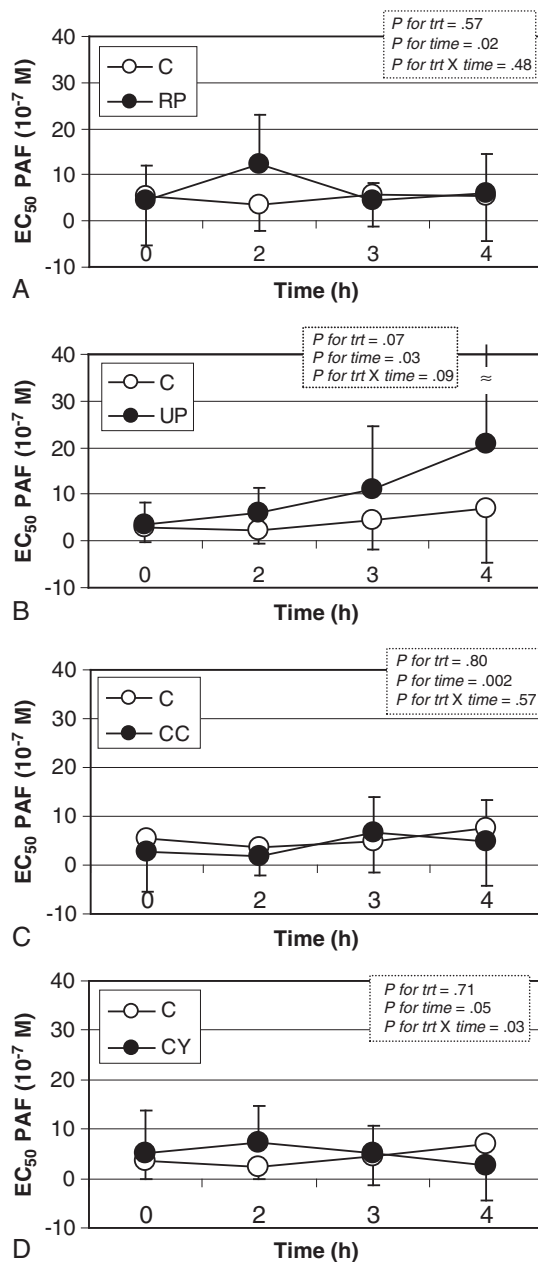 P for trt = .57
P for time = .02
P for trt X time = .48
40
30
20
10
0
-10
EC50 PAF (10-7 M)
C
RP
0 2 3 4
Time (h)
A
P for trt = .07
P for time = .03
P for trt X time = .09
40
30
20
10
0
-10
EC50 PAF (10-7 M)
C
UP
≈
0 2 3 4
Time (h)
B
P for trt = .80
P for time = .002
P for trt X time = .57
40
30
20
10
0
-10
EC50 PAF (10-7 M)
C
CC
0 2 3 4
Time (h)
C
P for trt = .71
P for time = .05
P for trt X time = .03
40
30
20
10
0
-10
EC50 PAF (10-7 M)
C
CY
0 2 3 4
Time (h)
D